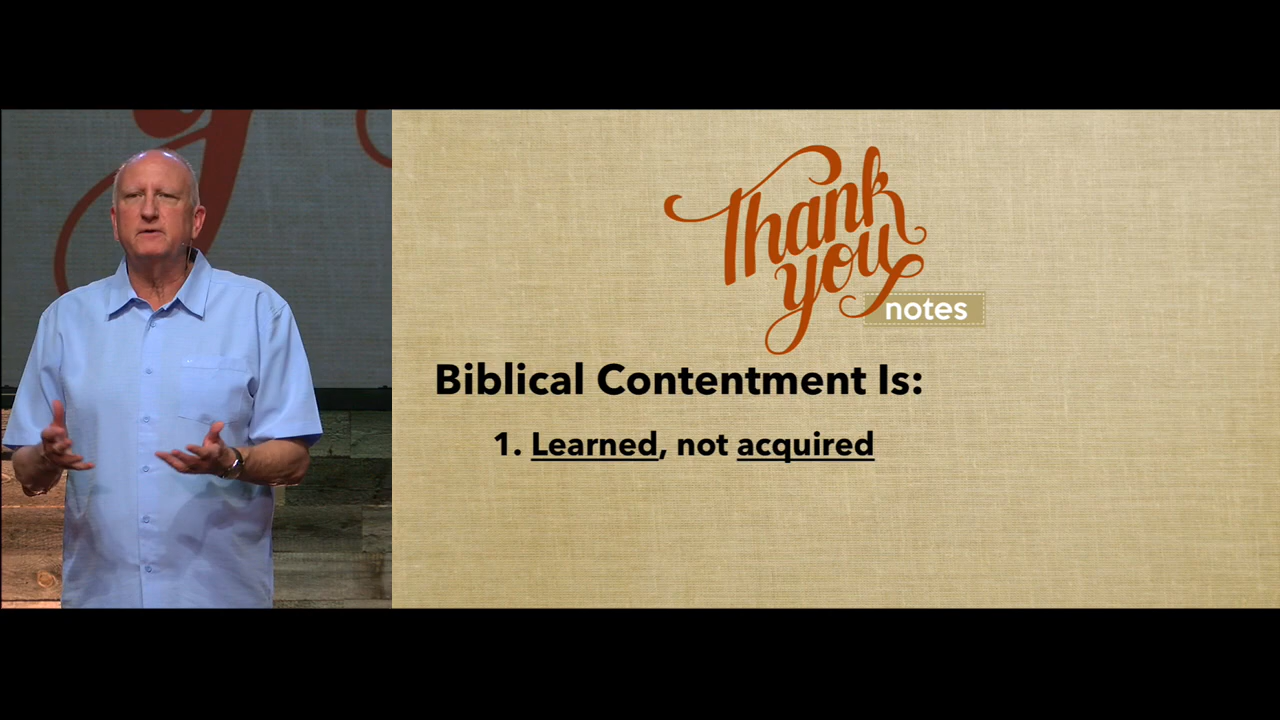 Thank
you
notes
Biblical Contentment Is:
1. Learned, not acquired